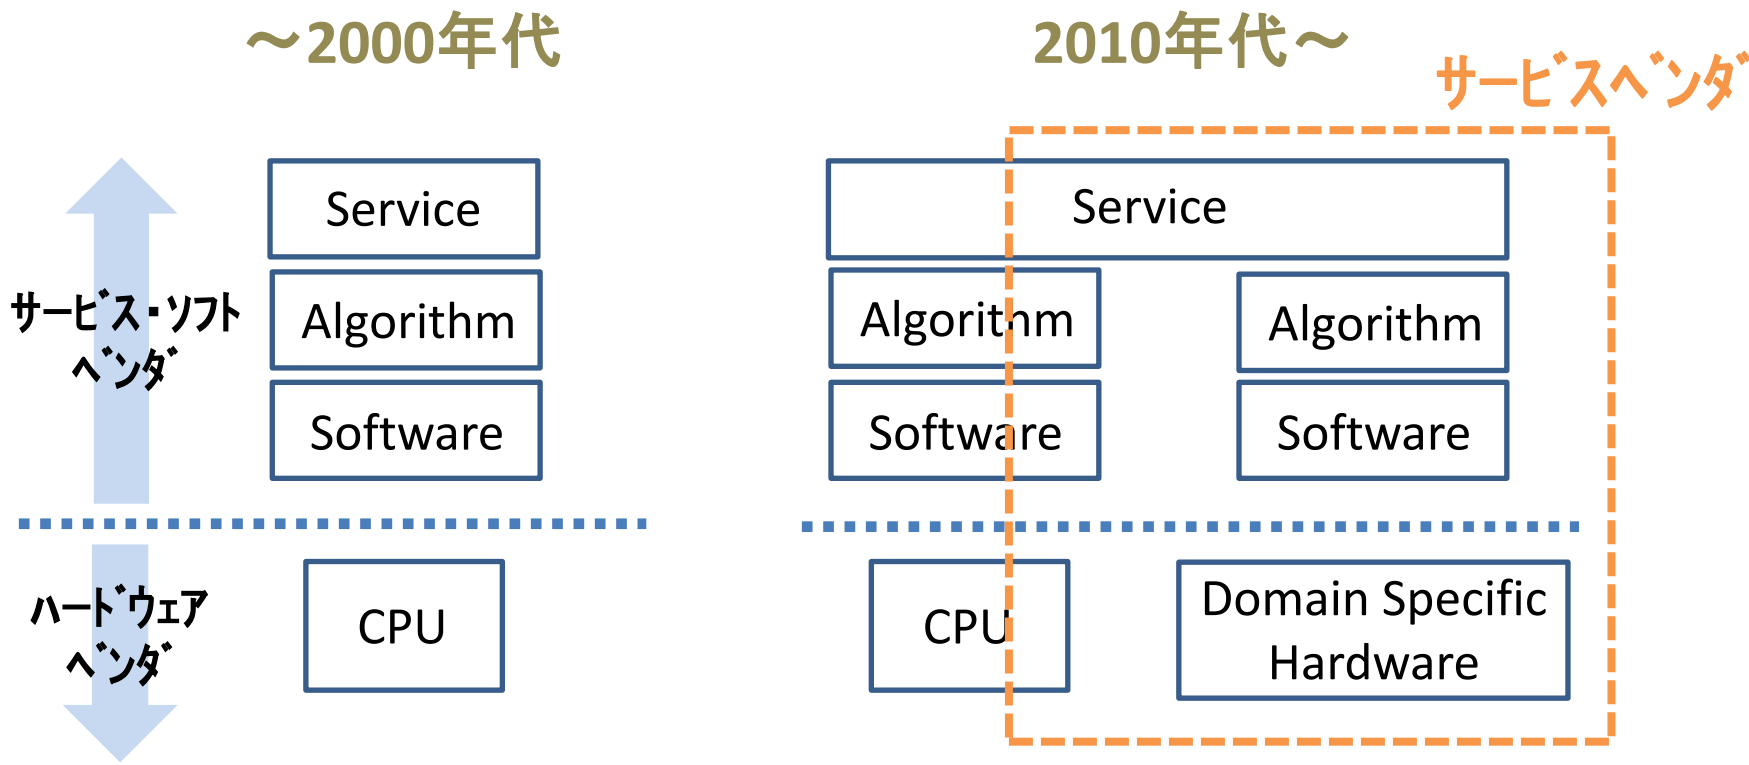 ～2000年代
2010年代～
サービスベンダ
Service
Algorithm
Software
CPU
サービス・ソフト
ベンダ
ハードウェア
ベンダ
Service
Algorithm
Algorithm
Software
Software
CPU
Domain Specific
Hardware